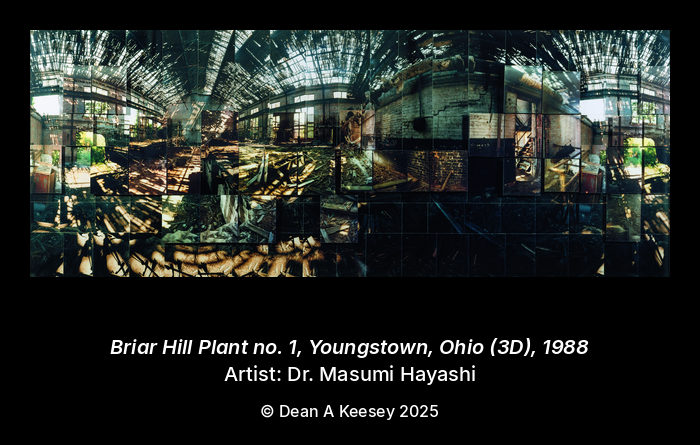 Briar Hill Plant no. 1, Youngstown, Ohio (3D), 1988
Artist: Dr. Masumi Hayashi
© Dean A Keesey 2025